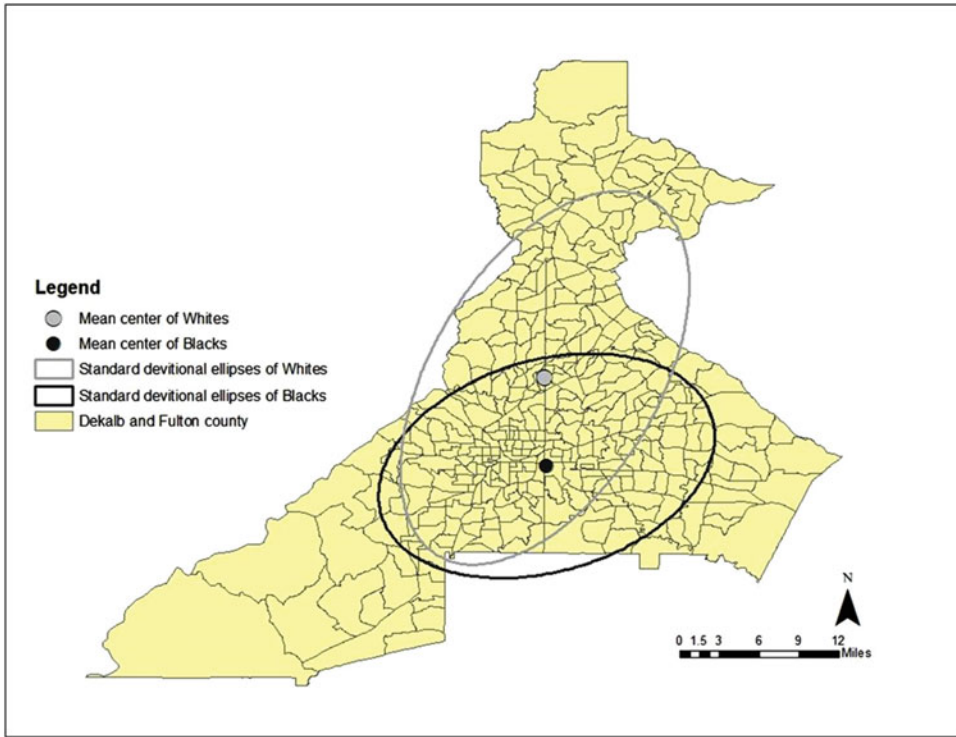 Legend
Mean center of Whites
Mean center of Blacks
Standard devitional ellipses of Whites
Standard devitional ellipses of Blacks
Dekalb and Fulton county
N
0 1.5 3 6 9 12
Miles